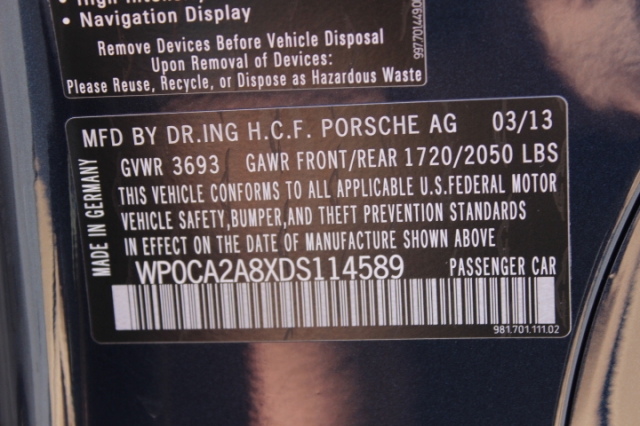 • Navigation Display
Remove Devices Before Vehicle Disposal
Upon Removal of Devices:
Please Reuse, Recycle, or Dispose as Hazardous Waste
MFD BY DR.ING H.C.F. PORSCHE AG 03/13
GVWR 3693 GAWR FRONT/REAR 1720/2050 LBS
THIS VEHICLE CONFORMS TO ALL APPLICABLE U.S.FEDERAL MOTOR
VEHICLE SAFETY,BUMPER,AND THEFT PREVENTION STANDARDS
IN EFFECT ON THE DATE OF MANUFACTURE SHOWN ABOVE
WP0CA2A8XDS114589 PASSENGER CAR
981.701.111.02
MADE IN GERMANY